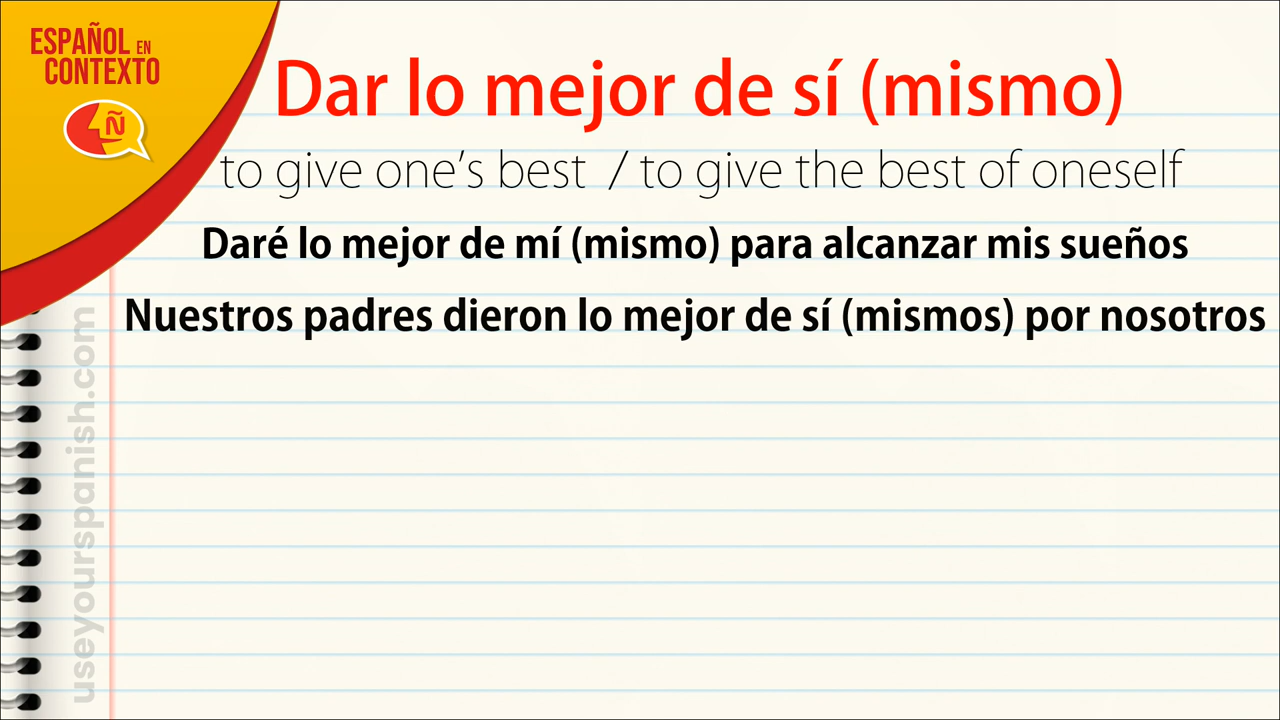 ESPAÑOL EN
CONTEXTO
Ñ
Dar lo mejor de sí (mismo)
to give one’s best / to give the best of oneself
Daré lo mejor de mí (mismo) para alcanzar mis sueños
Nuestros padres dieron lo mejor de sí (mismos) por nosotros
useyourspanish.com